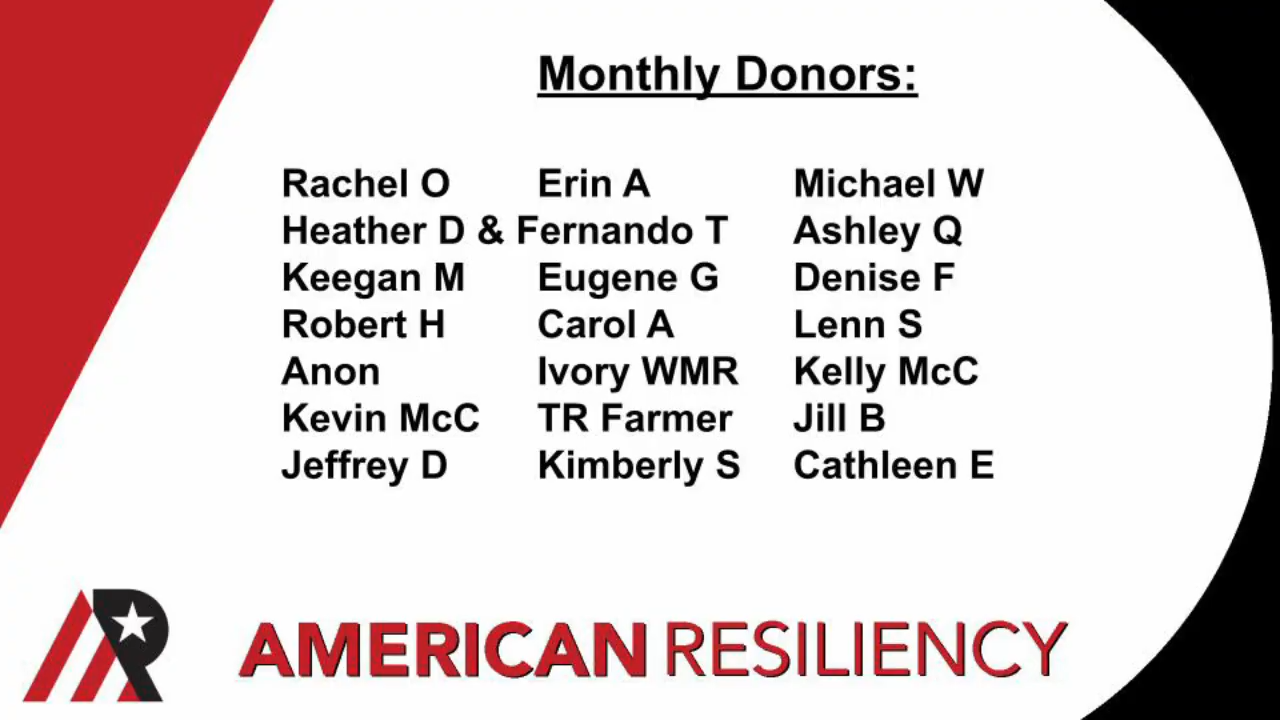 Monthly Donors:
Rachel O Erin A Michael W
Heather D & Fernando T Ashley Q
Keegan M Eugene G Denise F
Robert H Carol A Lenn S
Anon Ivory WMR Kelly McC
Kevin McC TR Farmer Jill B
Jeffrey D Kimberly S Cathleen E
AR AMERICAN RESILIENCY